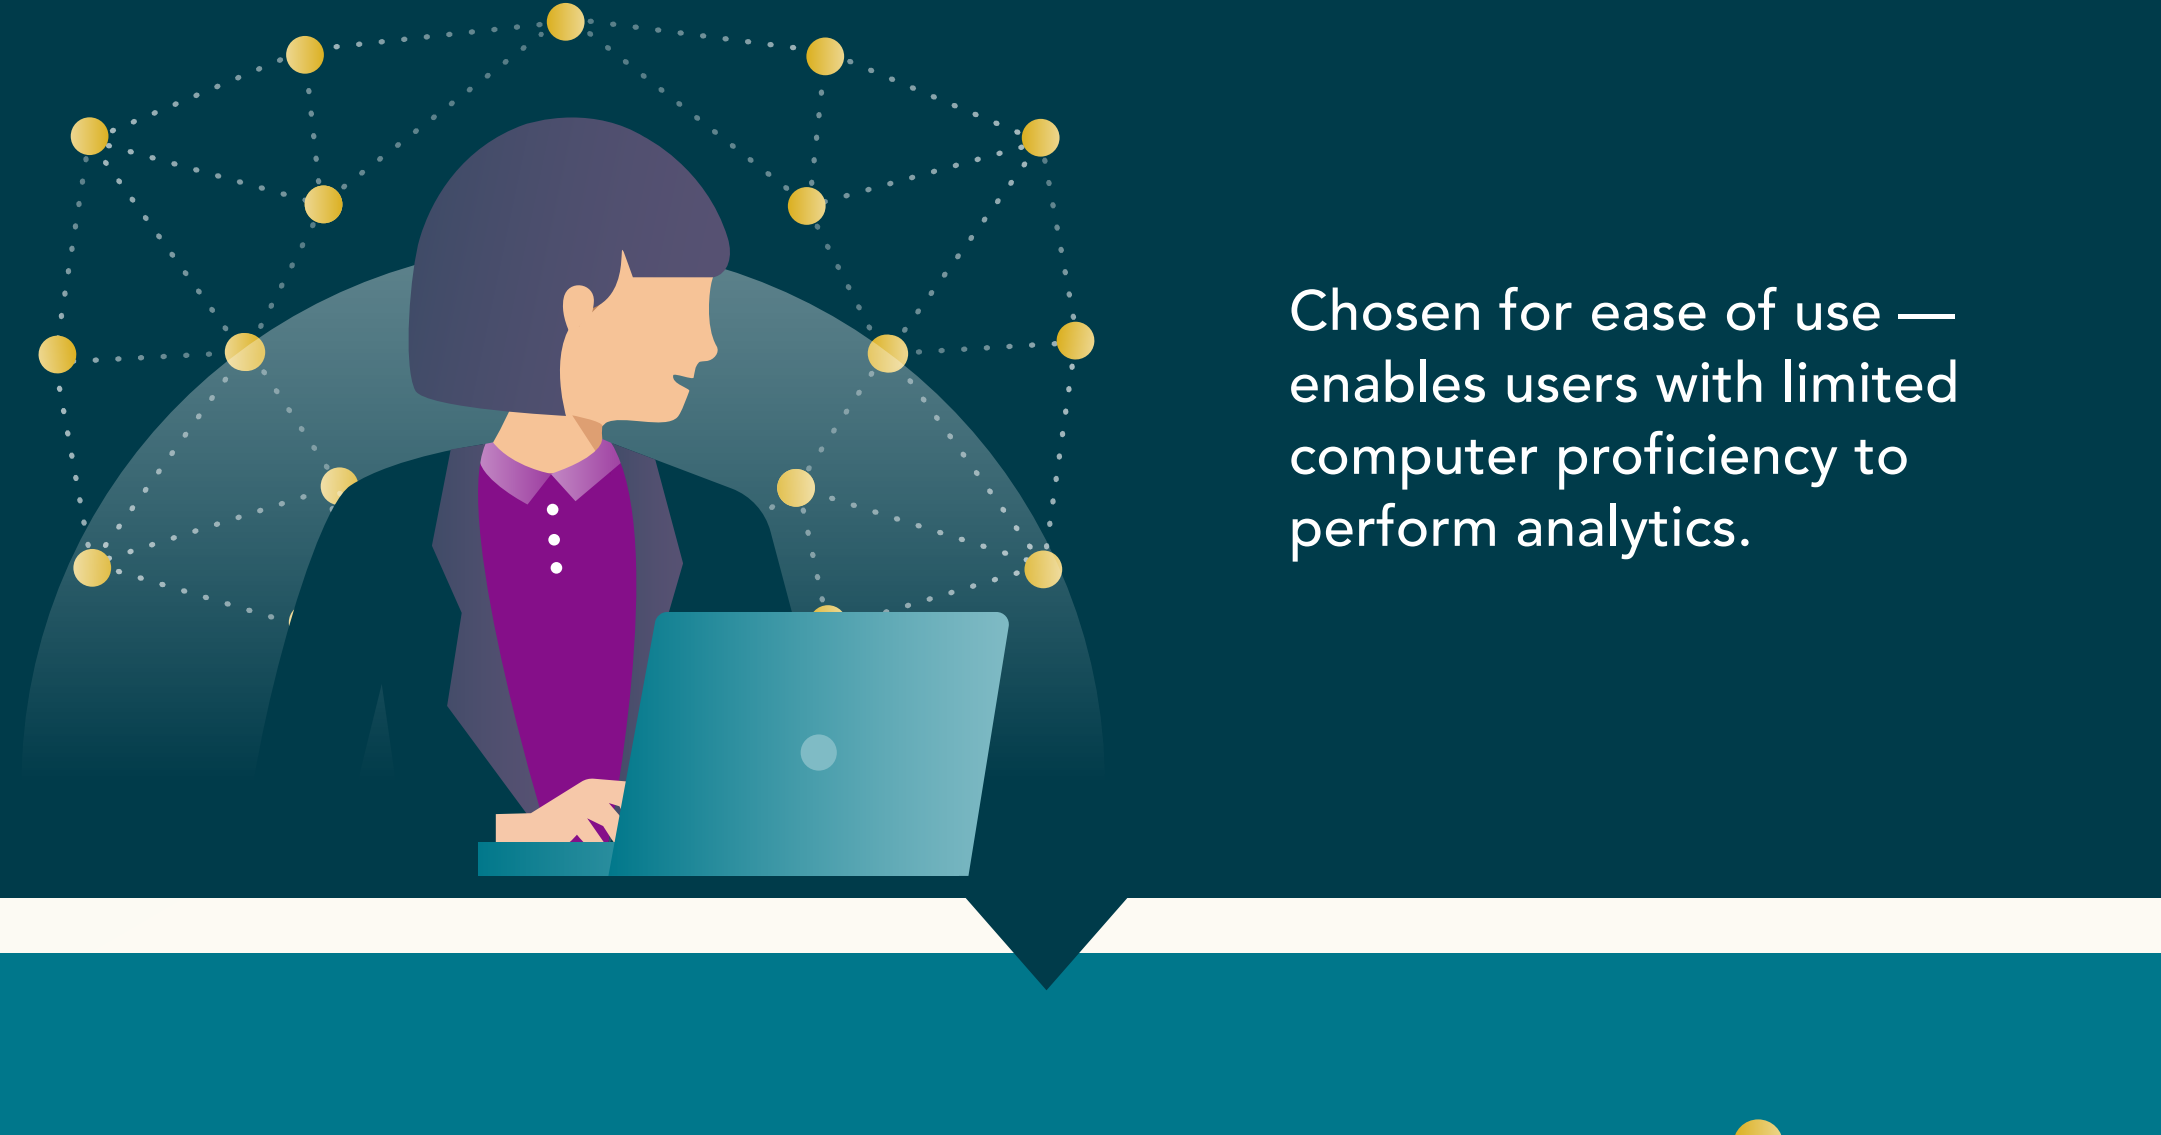 Chosen for ease of use —
enables users with limited
computer proficiency to
perform analytics.